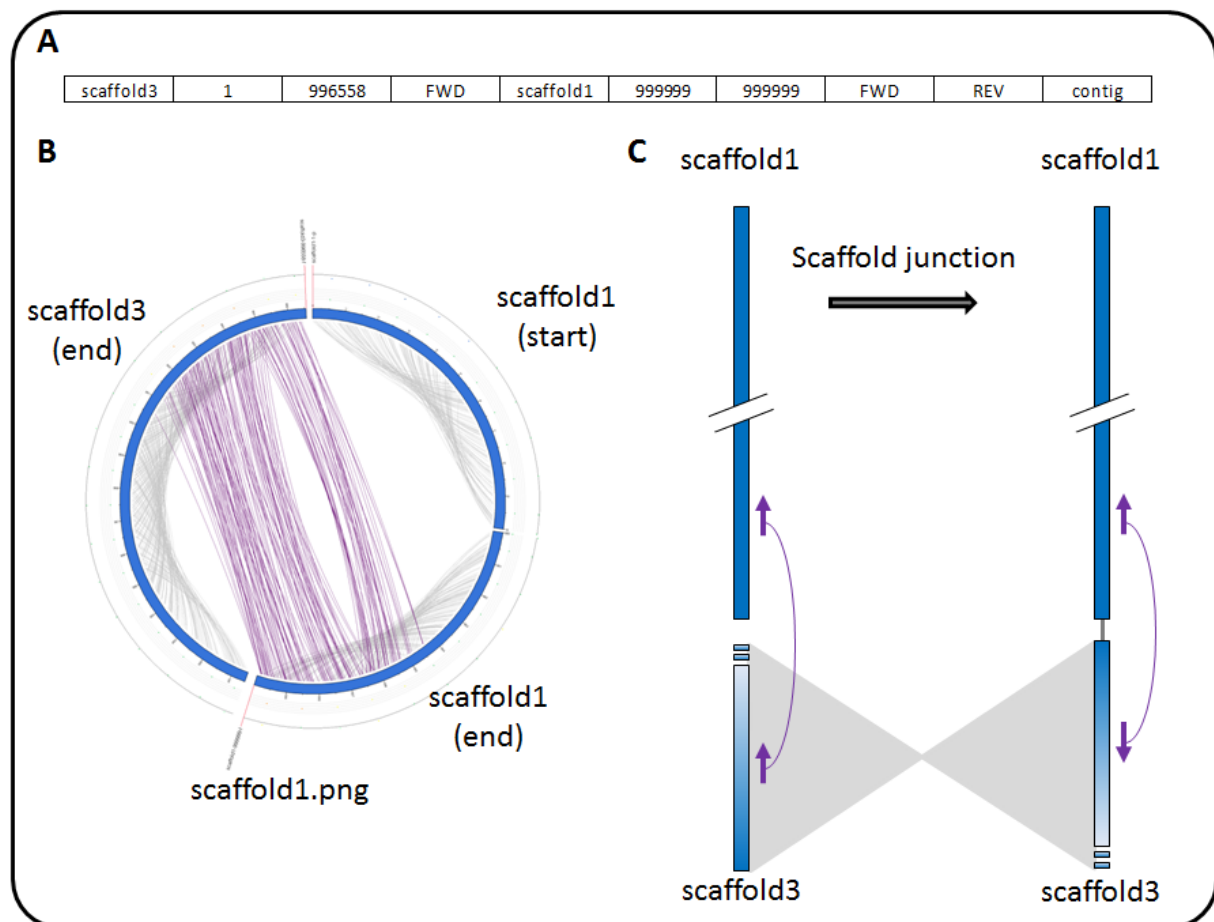 A
scaffold3 1 996558 FWD scaffold1 999999 999999 FWD REV contig
B
scaffold3
(end)
scaffold1
(start)
scaffold1
(end)
scaffold1.png
C
scaffold1
scaffold1
Scaffold junction
scaffold3
scaffold3